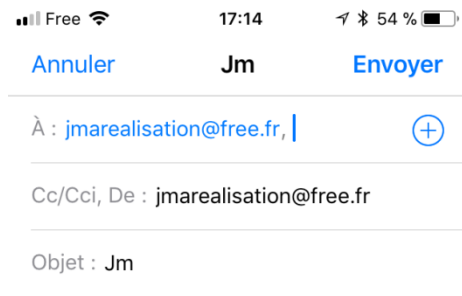 Free 17:14 54 %
Annuler Jm Envoyer
À : jmarealisation@free.fr,
Cc/Cci, De : jmarealisation@free.fr
Objet : Jm